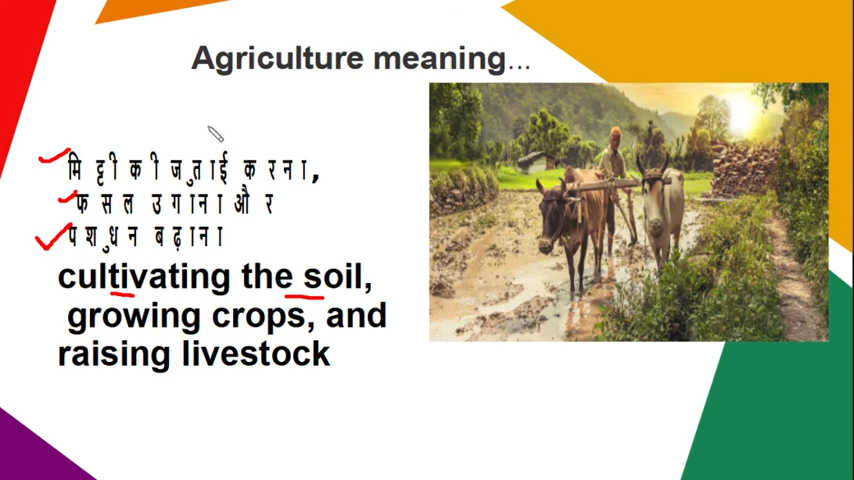 Agriculture meaning...
मिट्टी की जुताई करना,
फसल उगाना और
पशुधन बढ़ाना
cultivating the soil,
growing crops, and
raising livestock